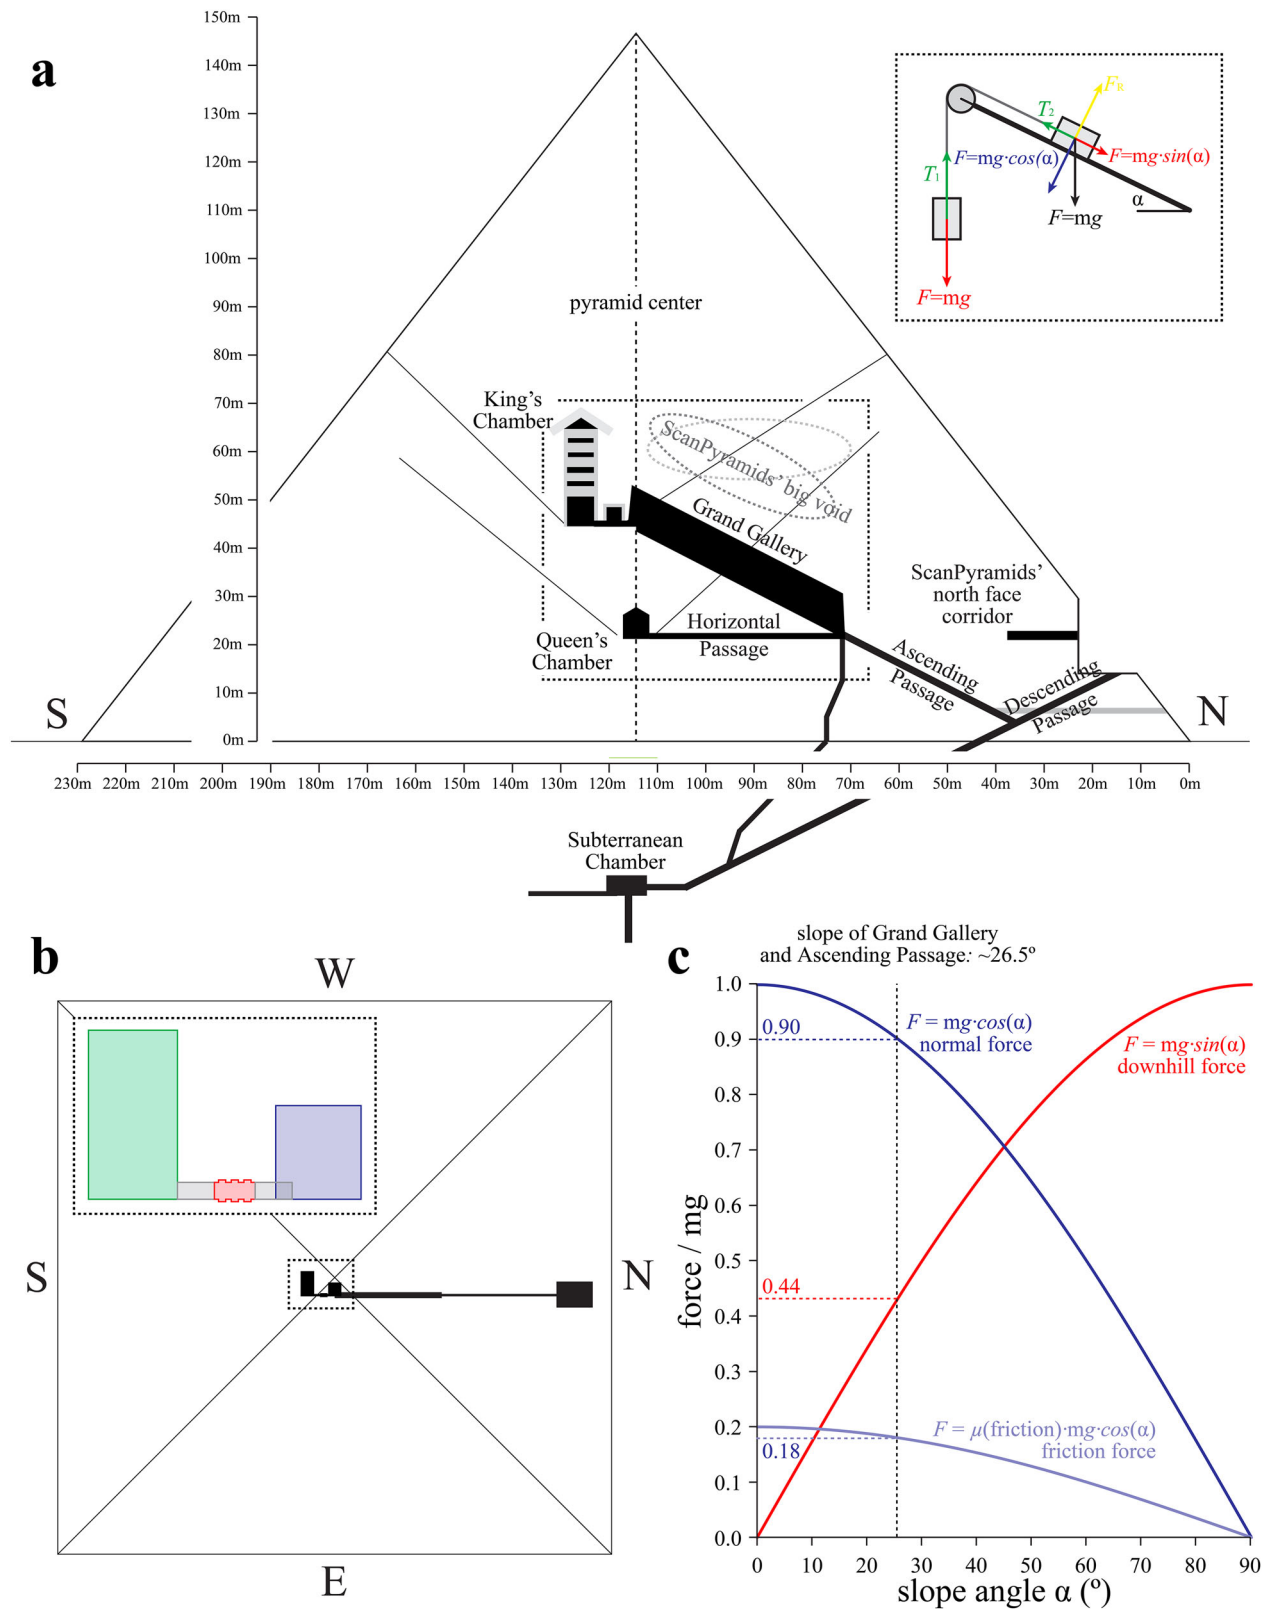 a
150m
140m
130m
120m
110m
100m
90m
80m
70m
60m
50m
40m
30m
20m
10m
0m
F_R
T_2
F=mg·cos(α)
F=mg·sin(α)
T_1
α
F=mg
F=mg
pyramid center
King’s
Chamber
ScanPyramids’ big void
Grand Gallery
ScanPyramids’
north face
corridor
Horizontal
Passage
Queen’s
Chamber
Ascending
Passage
Descending
Passage
S
N
230m 220m 210m 200m 190m 180m 170m 160m 150m 140m 130m 120m 110m 100m 90m 80m 70m 60m 50m 40m 30m 20m 10m 0m
Subterranean
Chamber
b
W
S
N
E
c
slope of Grand Gallery
and Ascending Passage: ~26.5º
1.0
0.9
0.8
0.7
0.6
0.5
0.4
0.3
0.2
0.1
0.0
force / mg
0.90
F = mg·cos(α)
normal force
F = mg·sin(α)
downhill force
0.44
F = μ(friction)·mg·cos(α)
friction force
0.18
0 10 20 30 40 50 60 70 80 90
slope angle α (º)